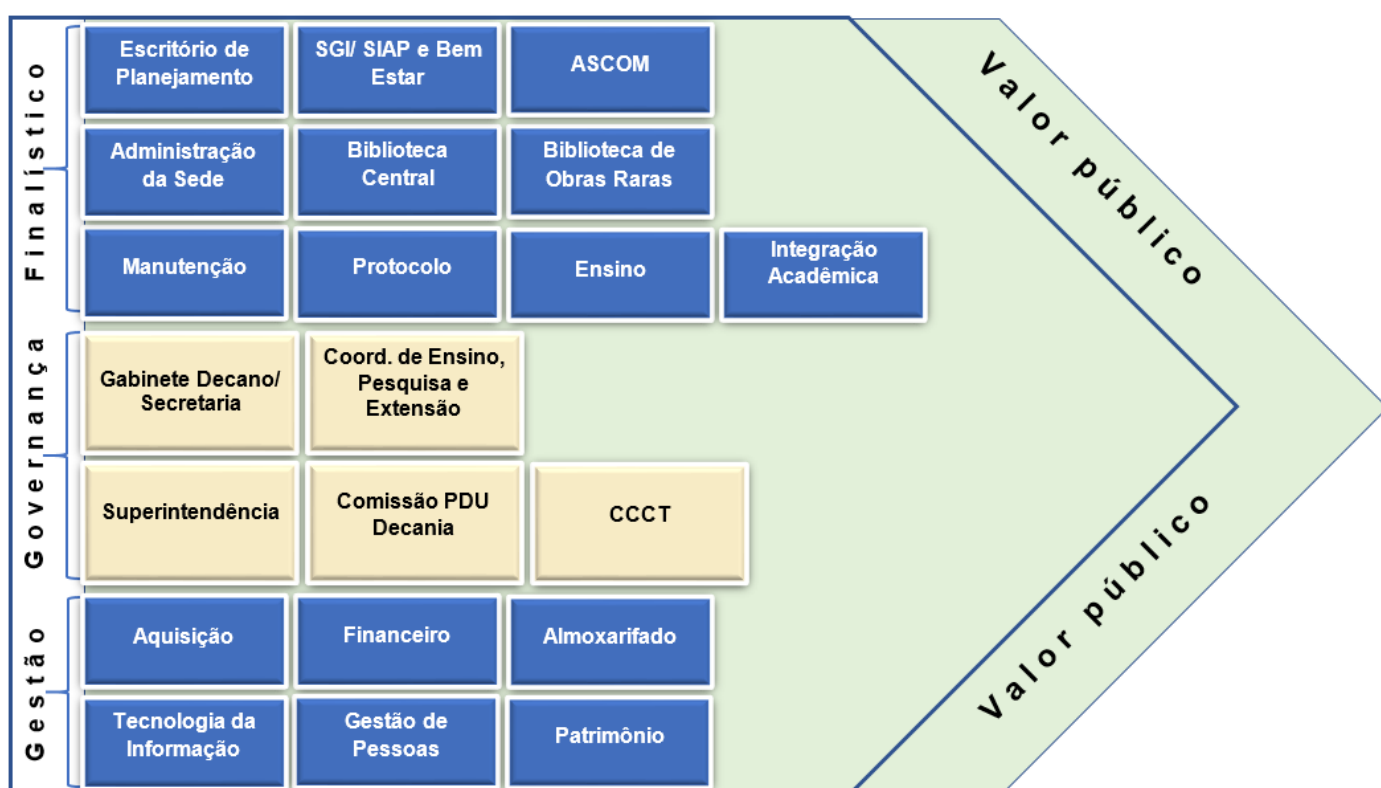 Finalístico
Escritório de
Planejamento
SGI/ SIAP e Bem
Estar
ASCOM
Administração
da Sede
Biblioteca
Central
Biblioteca de
Obras Raras
Manutenção
Protocolo
Ensino
Integração
Acadêmica
Governança
Gabinete Decano/
Secretaria
Coord. de Ensino,
Pesquisa e
Extensão
Superintendência
Comissão PDU
Decania
CCCT
Gestão
Aquisição
Financeiro
Almoxarifado
Tecnologia da
Informação
Gestão de
Pessoas
Patrimônio
Valor público
Valor público